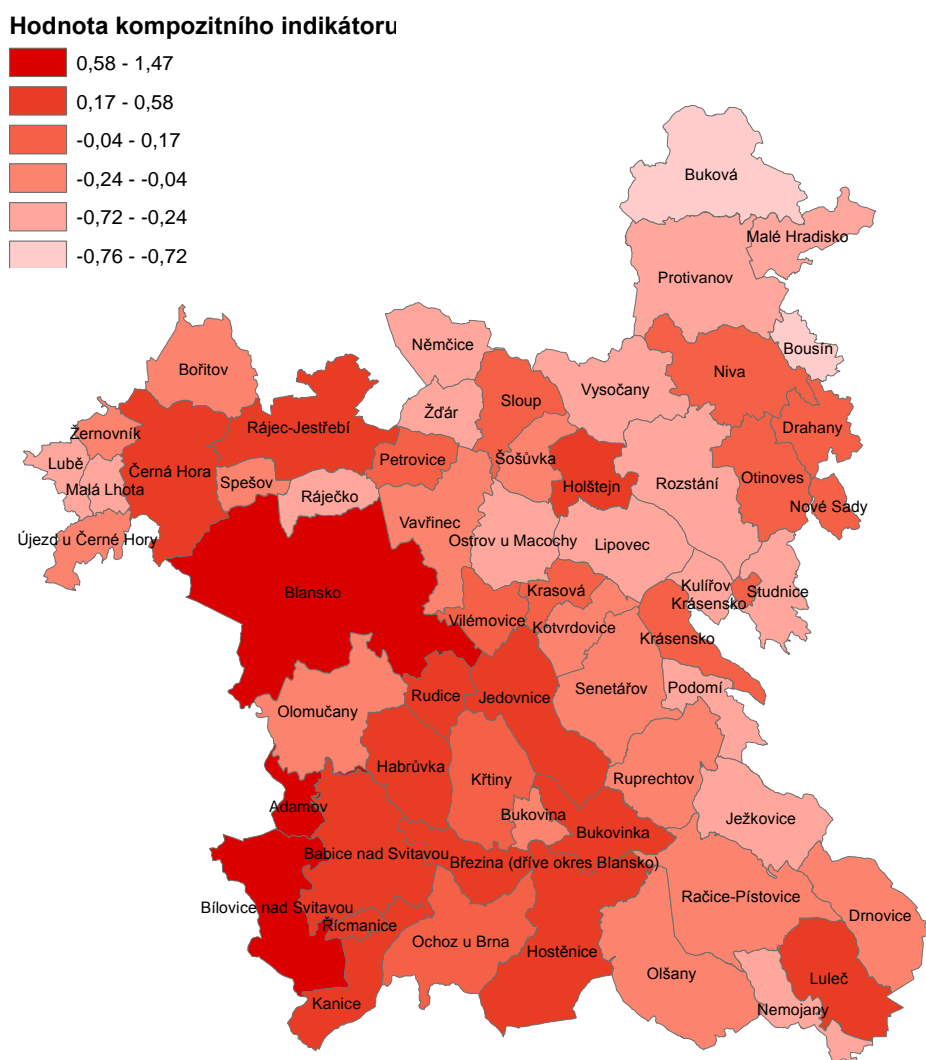 Hodnota kompozitního indikátoru
0,58 - 1,47
0,17 - 0,58
-0,04 - 0,17
-0,24 - -0,04
-0,72 - -0,24
-0,76 - -0,72
Buková
Malé Hradisko
Protivanov
Němčice
Bousín
Bořitov
Niva
Vysočany
Sloup
Žďár
Rájec-Jestřebí
Drahany
Žernovník
Petrovice
Šošůvka
Lubě
Černá Hora
Otinoves
Spešov
Holštejn
Rozstání
Malá Lhota
Ráječko
Nové Sady
Vavřinec
Újezd u Černé Hory
Ostrov u Macochy
Lipovec
Kulířov
Blansko
Krasová
Studnice
Krásensko
Vilémovice
Kotvrdovice
Krásensko
Senetářov
Podomí
Rudice
Jedovnice
Olomučany
Habrůvka
Křtiny
Ruprechtov
Adamov
Bukovina
Ježkovice
Bukovinka
Babice nad Svitavou
Březina (dříve okres Blansko)
Račice-Pístovice
Bílovice nad Svitavou
Drnovice
Řícmanice
Ochoz u Brna
Hostěnice
Olšany
Luleč
Kanice
Nemojany